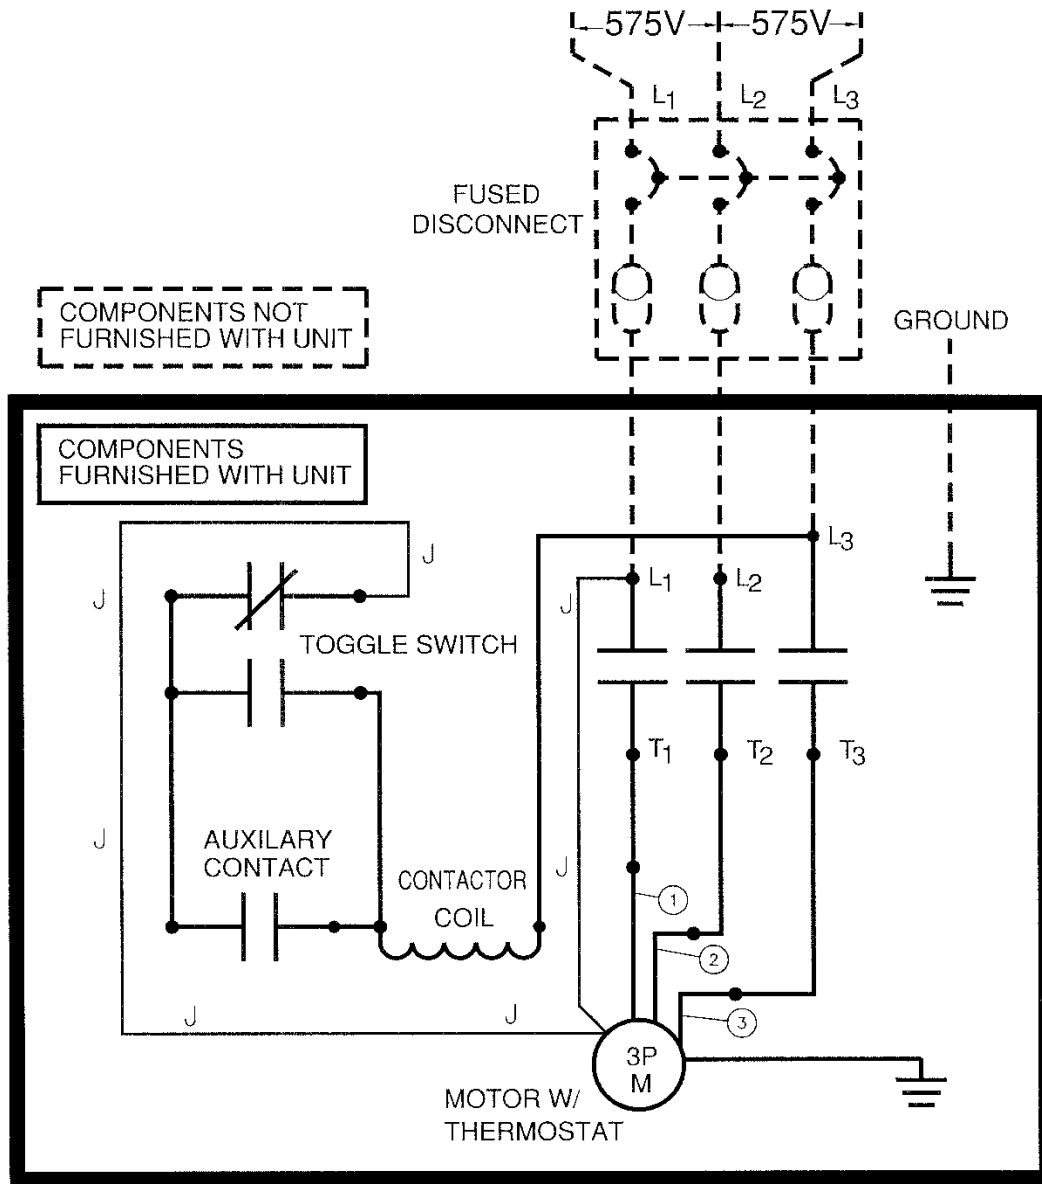 575V 575V
L1 L2 L3
FUSED
DISCONNECT
COMPONENTS NOT
FURNISHED WITH UNIT
GROUND
COMPONENTS
FURNISHED WITH UNIT
J
J
L3
J
L1
L2
TOGGLE SWITCH
T1
T2
T3
J
AUXILARY
CONTACT
J
CONTACTOR
COIL
1
2
3
J
J
3P
M
MOTOR W/
THERMOSTAT